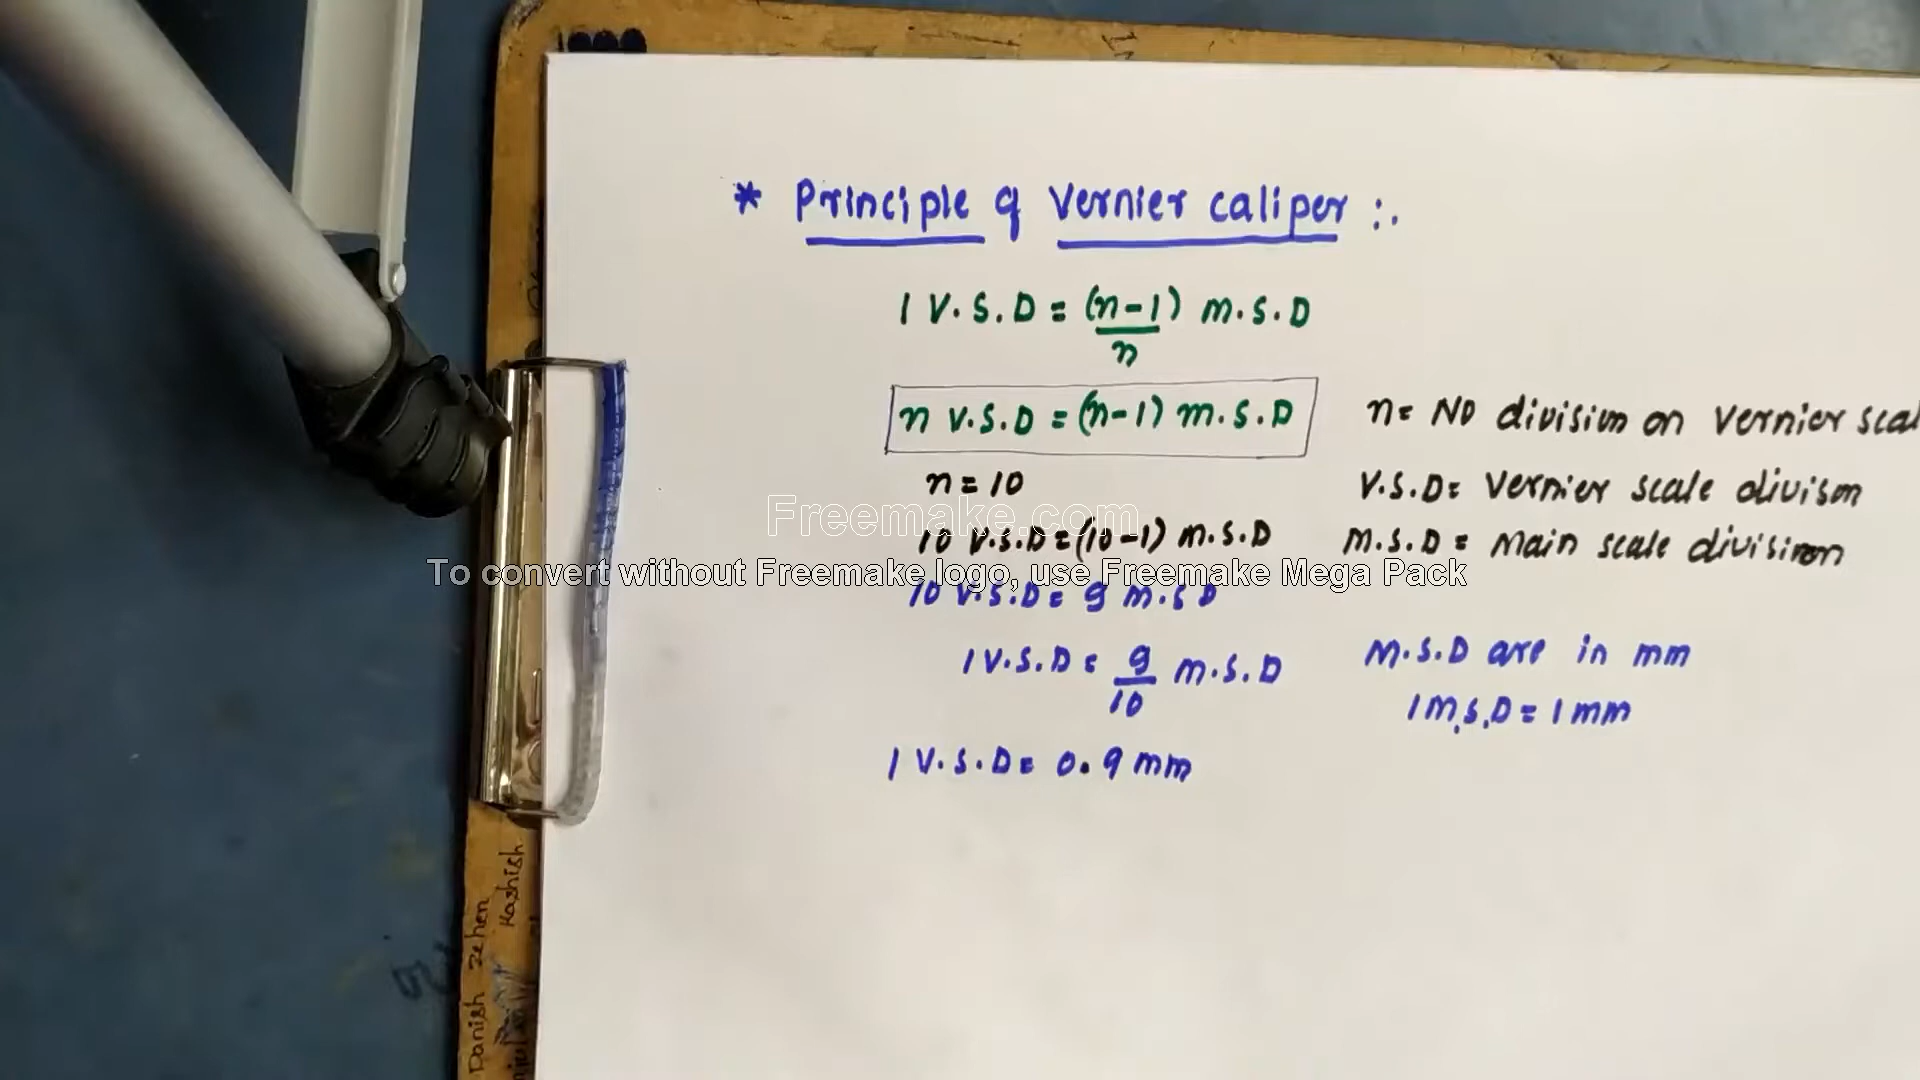 * Principle of Vernier caliper :.
1 V.S.D = (n-1) m.S.D
n
n V.S.D = (n-1) m.S.D
n = NO division on Vernier scal
n = 10
V.S.D = Vernier scale divison
Freemake.com
10 V.S.D = (10-1) m.S.D
m.S.D = Main scale division
To convert without Freemake logo, use Freemake Mega Pack
10 V.S.D = 9 m.S D
1 V.S.D = 9 m.S.D
10
M.S.D are in mm
1 M.S.D = 1 mm
1 V.S.D = 0.9 mm
Danish Zehen
Kashish